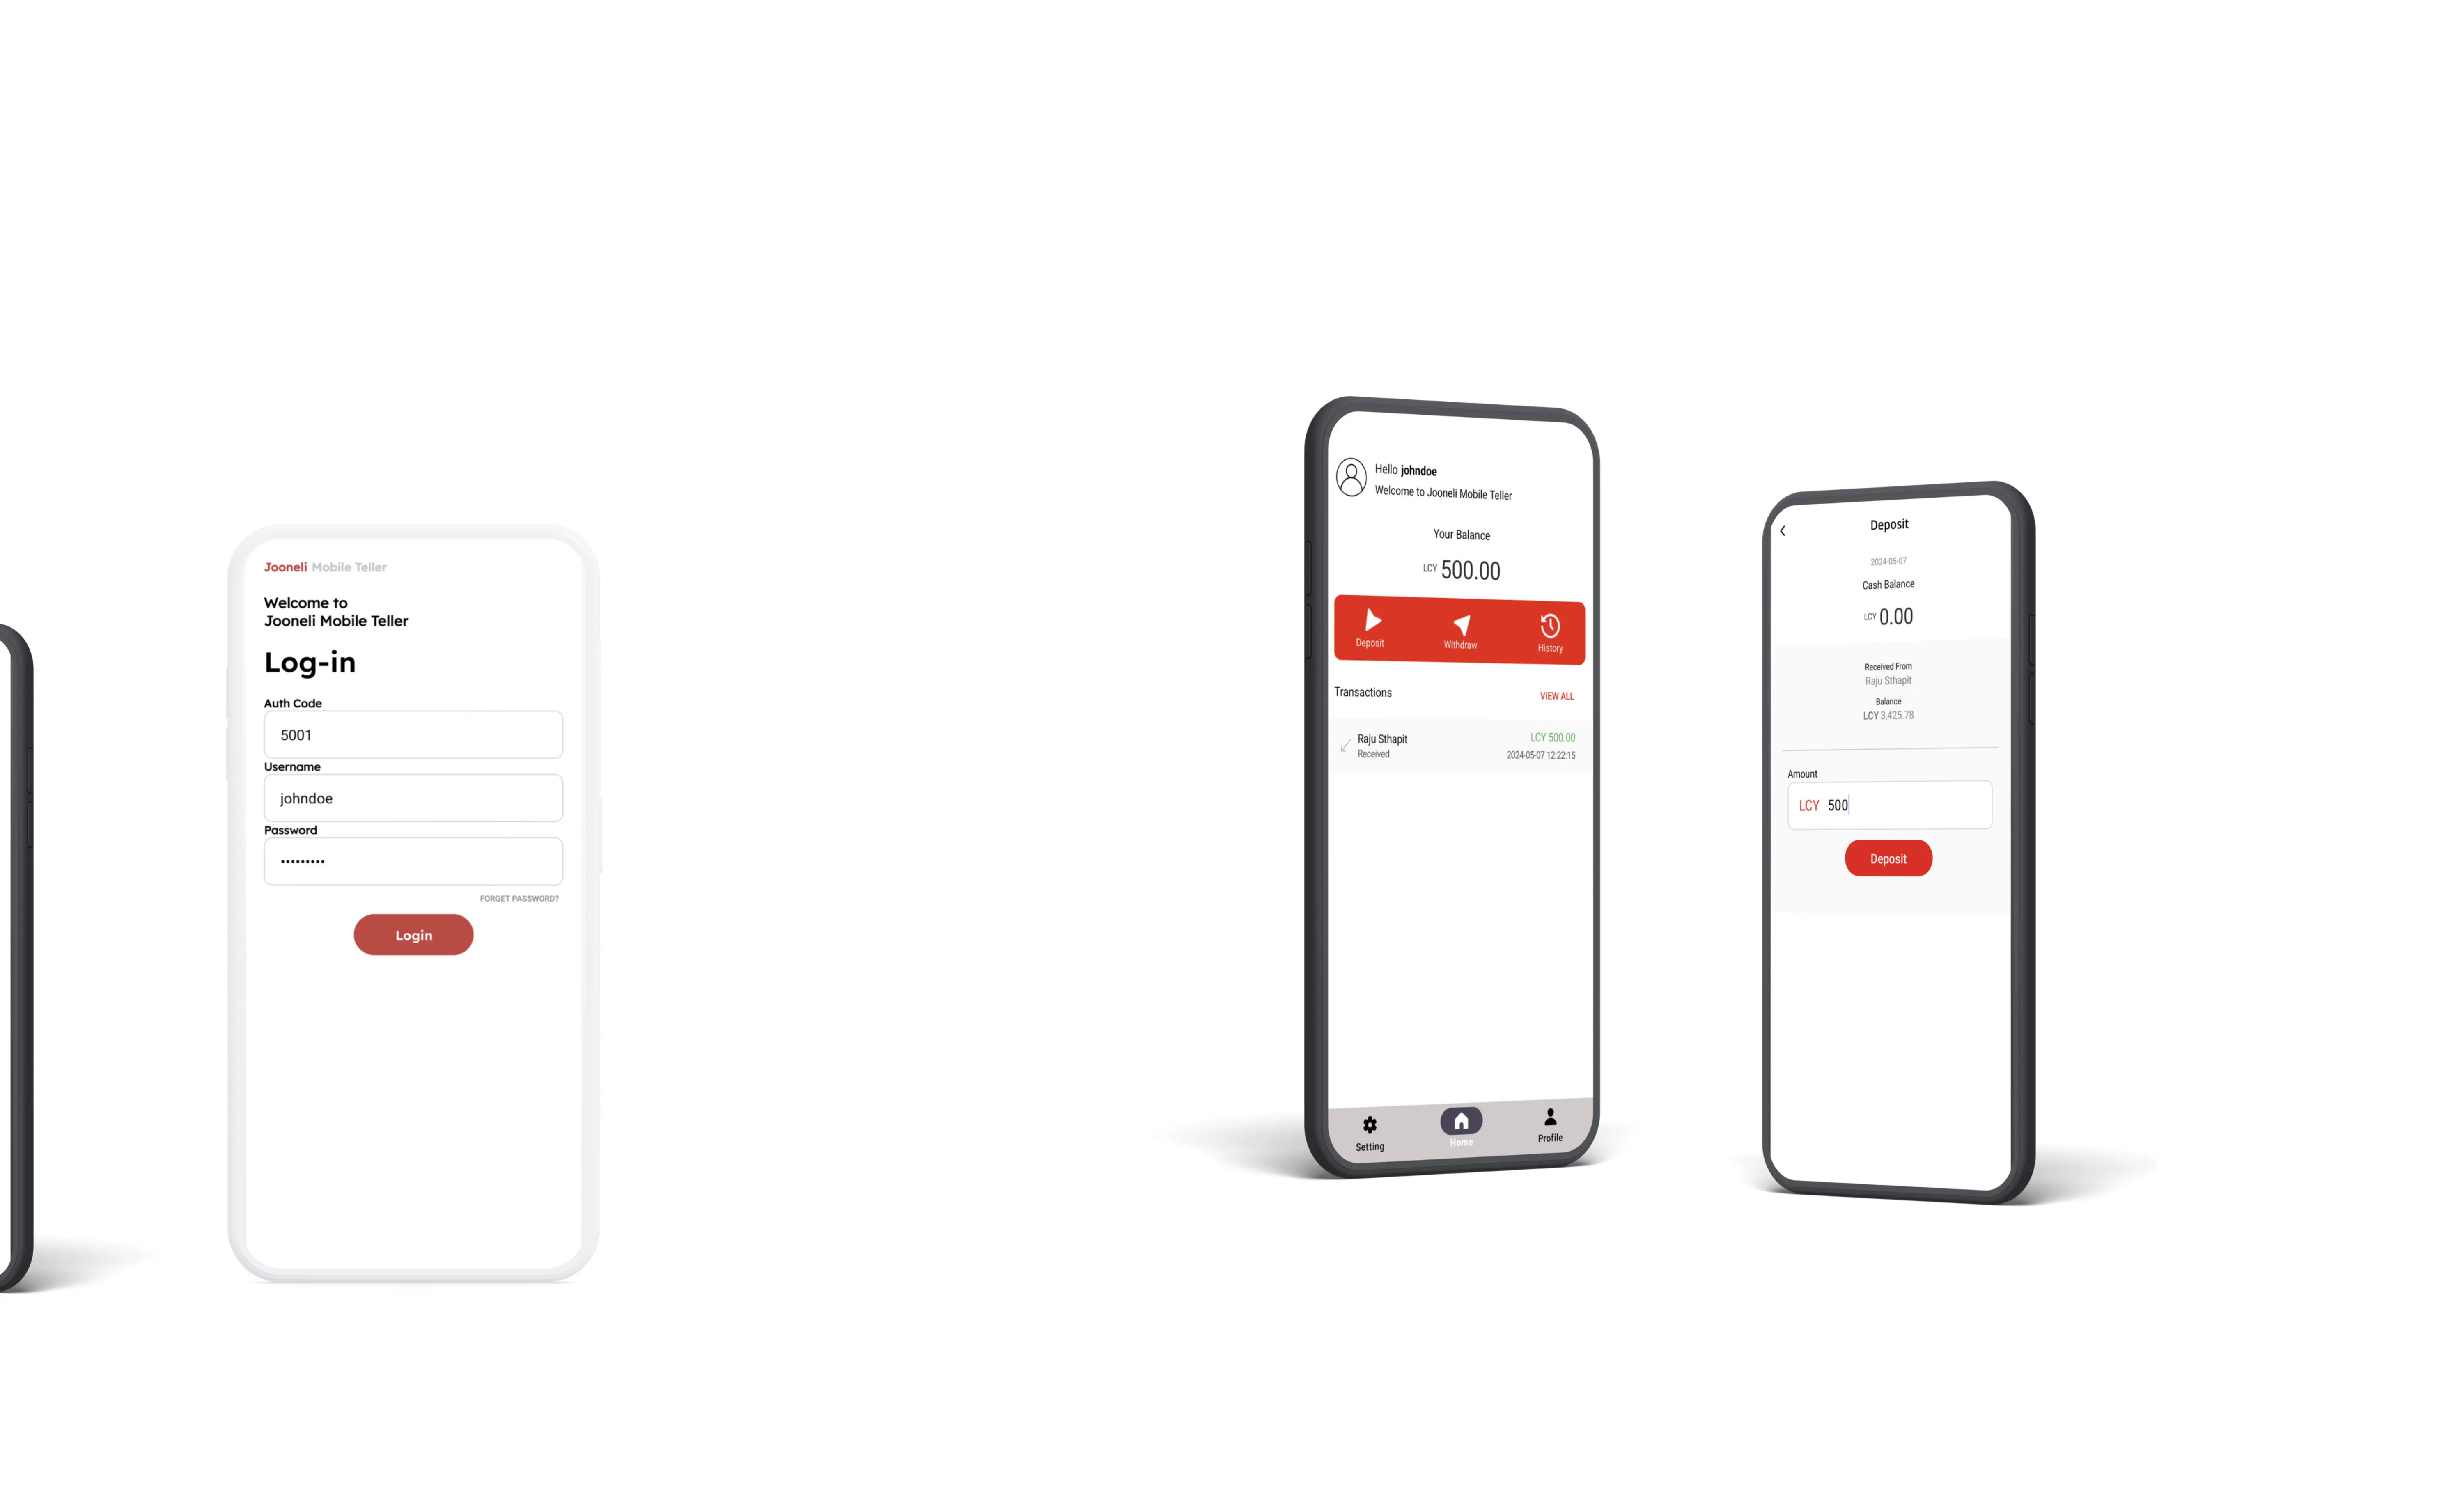 Jooneli Mobile Teller
Welcome to
Jooneli Mobile Teller
Log-in
Auth Code
5001
Username
johndoe
Password
•••••••••
FORGET PASSWORD?
Login
Hello johndoe
Welcome to Jooneli Mobile Teller
Your Balance
LCY 500.00
Deposit Withdraw History
Transactions VIEW ALL
Raju Sthapit LCY 500.00
Received 2024-05-07 12:22:15
Setting Home Profile
Deposit
2024-05-07
Cash Balance
LCY 0.00
Received From
Raju Sthapit
Balance
LCY 3,425.78
Amount
LCY 500
Deposit